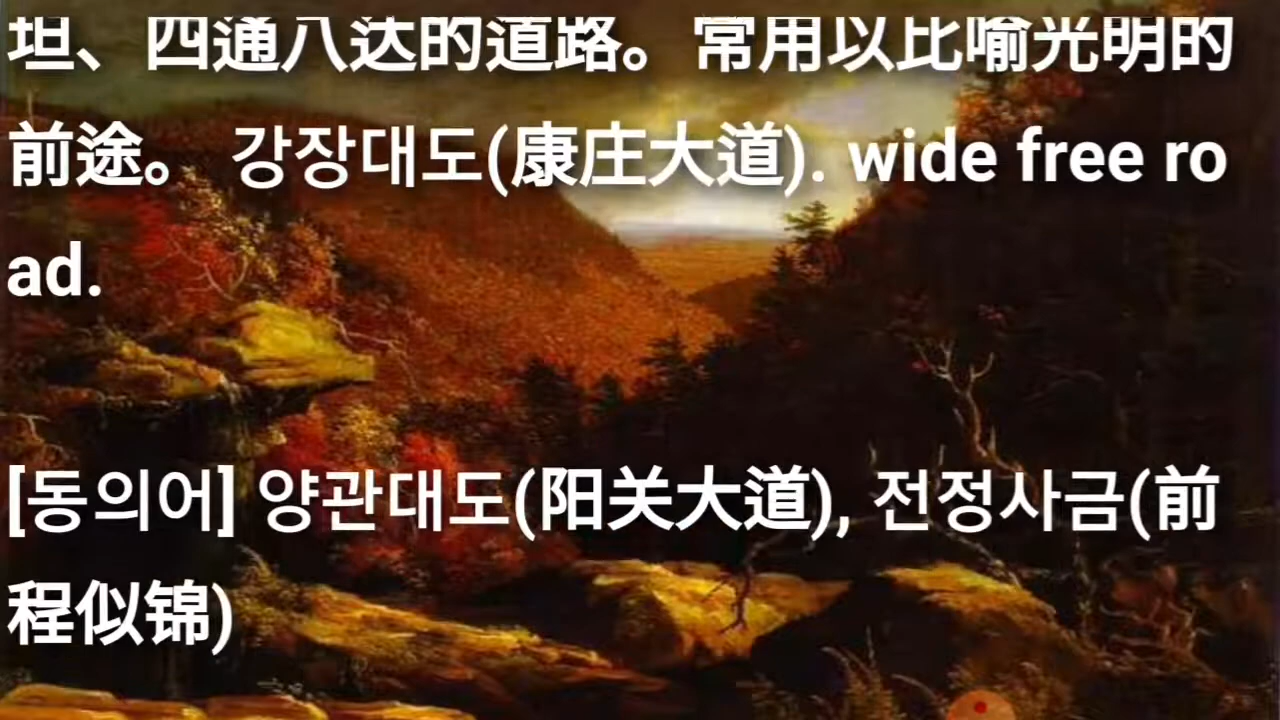 坦、四通八达的道路。常用以比喻光明的
前途。 강장대도(康庄大道). wide free ro
ad.
[동의어] 양관대도(阳关大道), 전정사금(前
程似锦)